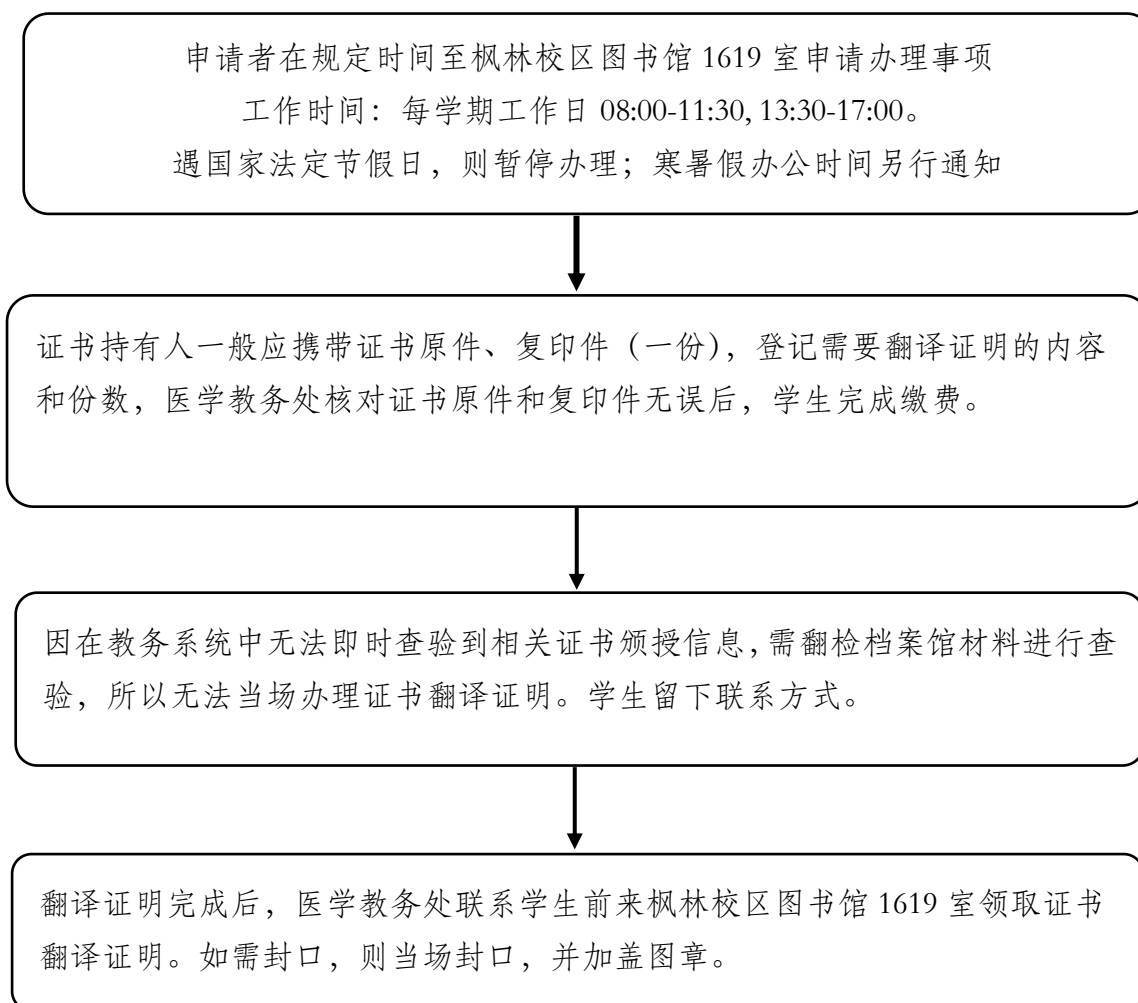 申请者在规定时间至枫林校区图书馆 1619 室申请办理事项
工作时间：每学期工作日 08:00-11:30, 13:30-17:00。
遇国家法定节假日，则暂停办理；寒暑假办公时间另行通知
证书持有人一般应携带证书原件、复印件（一份），登记需要翻译证明的内容
和份数，医学教务处核对证书原件和复印件无误后，学生完成缴费。
因在教务系统中无法即时查验到相关证书颁授信息，需翻检档案馆材料进行查
验，所以无法当场办理证书翻译证明。学生留下联系方式。
翻译证明完成后，医学教务处联系学生前来枫林校区图书馆 1619 室领取证书
翻译证明。如需封口，则当场封口，并加盖图章。